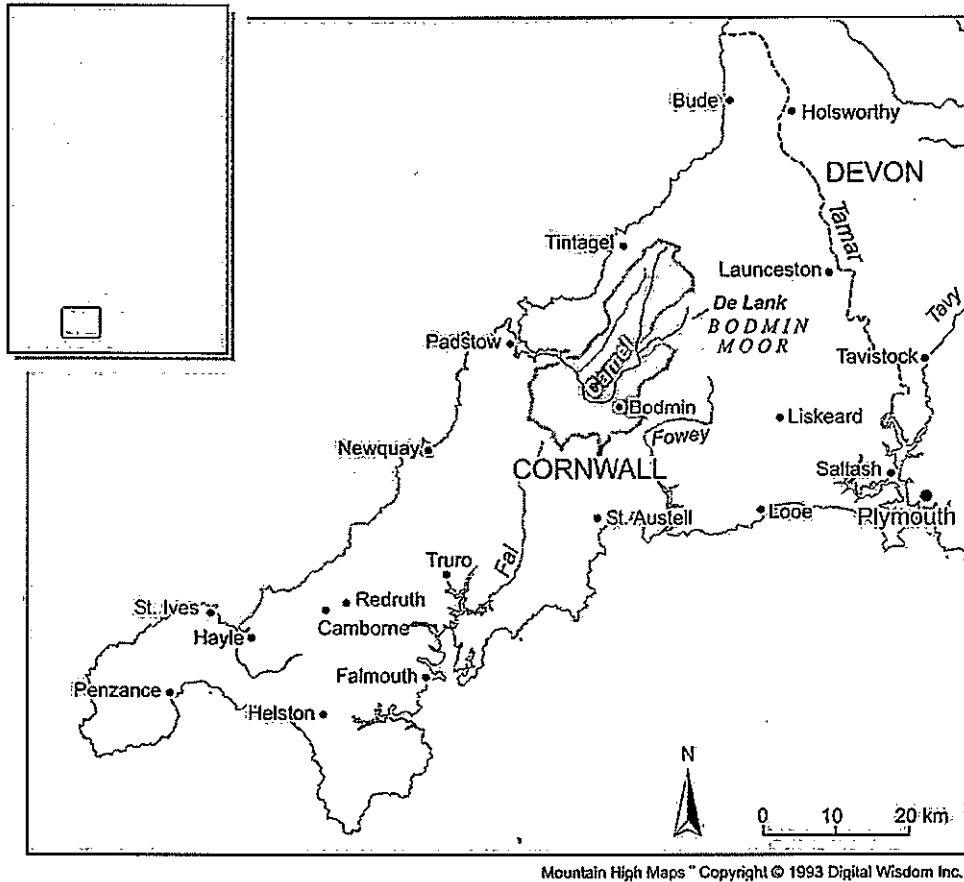 Bude
Holsworthy
DEVON
Tamar
Tintagel
Launceston
De Lank
BODMIN
MOOR
Tavy
Padstow
Camell
Tavistock
Bodmin
Liskeard
Fowey
Newquay
CORNWALL
Saltash
St. Austell
Looe
Plymouth
Fal
Truro
St. Ives
Redruth
Camborne
Hayle
Falmouth
Penzance
Helston
N
0 10 20 km
Mountain High Maps " Copyright © 1993 Digital Wisdom Inc.